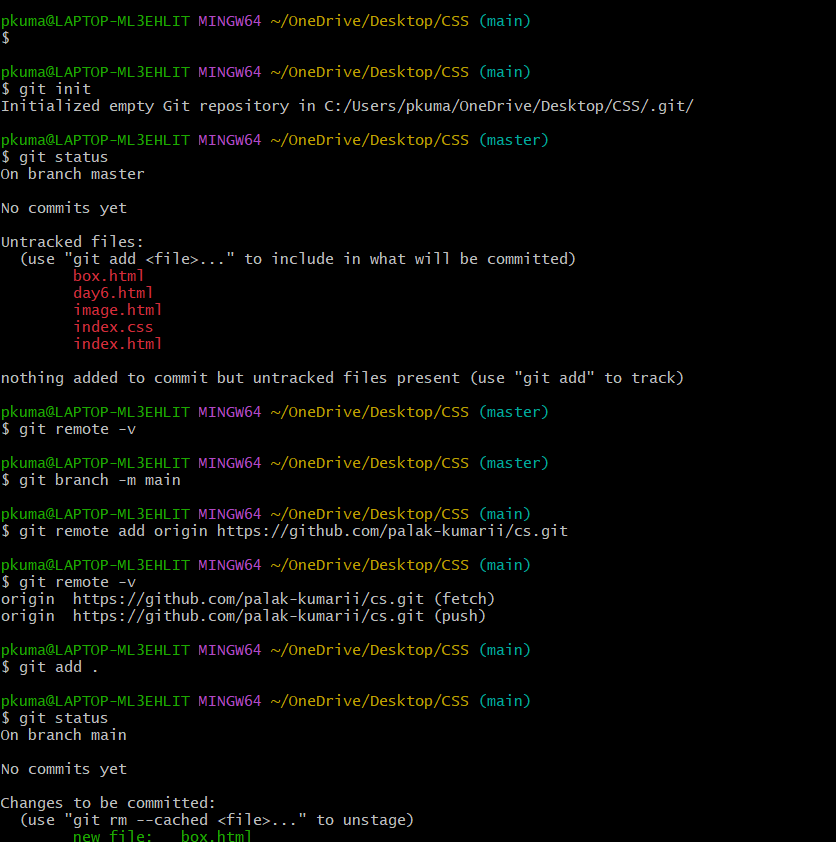 pkuma@LAPTOP-ML3EHLIT MINGW64 ~/OneDrive/Desktop/CSS (main)
$
pkuma@LAPTOP-ML3EHLIT MINGW64 ~/OneDrive/Desktop/CSS (main)
$ git init
Initialized empty Git repository in C:/Users/pkuma/OneDrive/Desktop/CSS/.git/
pkuma@LAPTOP-ML3EHLIT MINGW64 ~/OneDrive/Desktop/CSS (master)
$ git status
On branch master
No commits yet
Untracked files:
  (use "git add <file>..." to include in what will be committed)
        box.html
        day6.html
        image.html
        index.css
        index.html
nothing added to commit but untracked files present (use "git add" to track)
pkuma@LAPTOP-ML3EHLIT MINGW64 ~/OneDrive/Desktop/CSS (master)
$ git remote -v
pkuma@LAPTOP-ML3EHLIT MINGW64 ~/OneDrive/Desktop/CSS (master)
$ git branch -m main
pkuma@LAPTOP-ML3EHLIT MINGW64 ~/OneDrive/Desktop/CSS (main)
$ git remote add origin https://github.com/palak-kumarii/cs.git
pkuma@LAPTOP-ML3EHLIT MINGW64 ~/OneDrive/Desktop/CSS (main)
$ git remote -v
origin  https://github.com/palak-kumarii/cs.git (fetch)
origin  https://github.com/palak-kumarii/cs.git (push)
pkuma@LAPTOP-ML3EHLIT MINGW64 ~/OneDrive/Desktop/CSS (main)
$ git add .
pkuma@LAPTOP-ML3EHLIT MINGW64 ~/OneDrive/Desktop/CSS (main)
$ git status
On branch main
No commits yet
Changes to be committed:
  (use "git rm --cached <file>..." to unstage)
        new file:   box.html